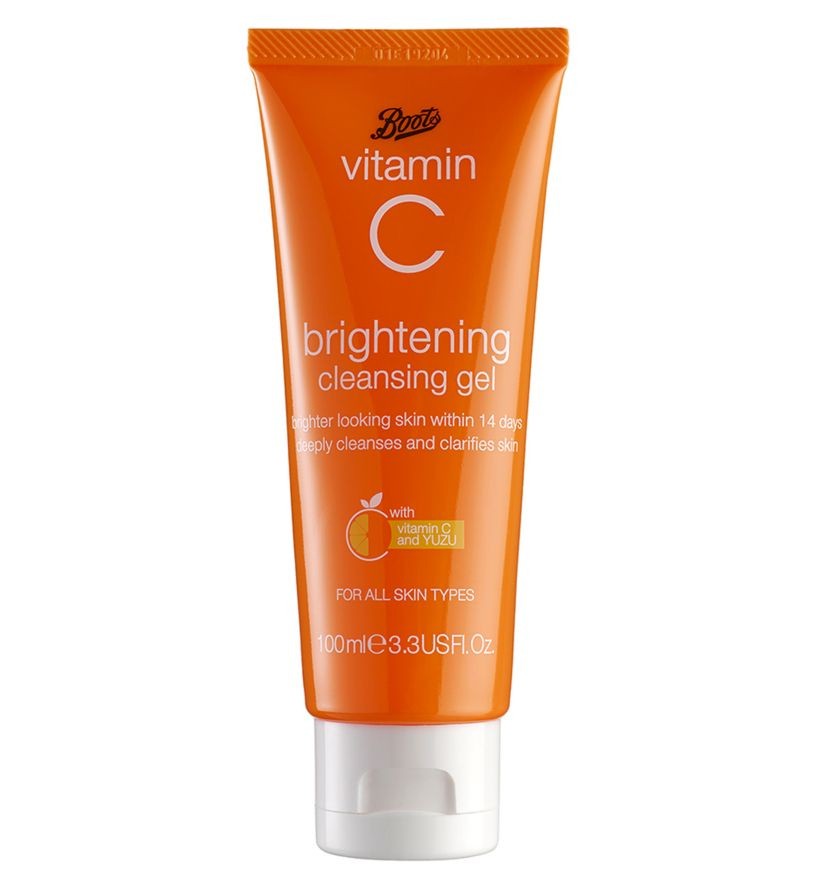 01E19204
Boots
vitamin
C
brightening
cleansing gel
brighter looking skin within 14 days
deeply cleanses and clarifies skin
with
vitamin C
and YUZU
FOR ALL SKIN TYPES
100ml e 3.3USFl.Oz.